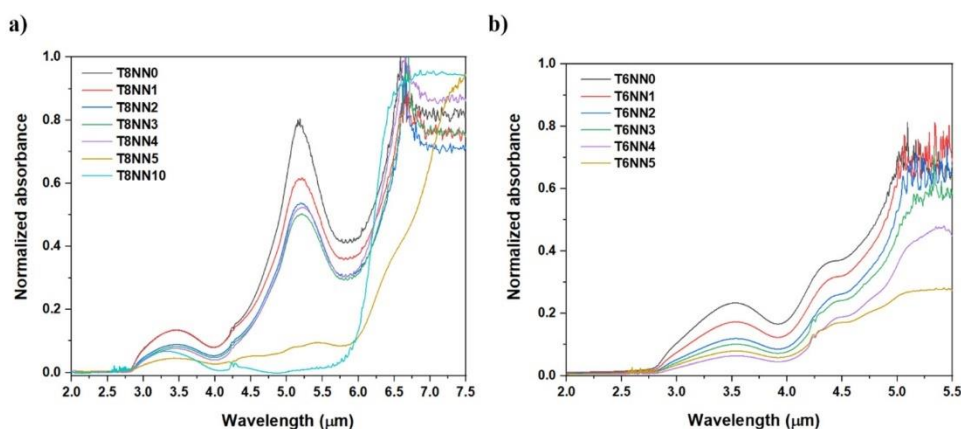 a)
Normalized absorbance
1.0
0.8
0.6
0.4
0.2
0.0
T8NN0
T8NN1
T8NN2
T8NN3
T8NN4
T8NN5
T8NN10
2.0 2.5 3.0 3.5 4.0 4.5 5.0 5.5 6.0 6.5 7.0 7.5
Wavelength (μm)
b)
Normalized absorbance
1.0
0.8
0.6
0.4
0.2
0.0
T6NN0
T6NN1
T6NN2
T6NN3
T6NN4
T6NN5
2.0 2.5 3.0 3.5 4.0 4.5 5.0 5.5
Wavelength (μm)